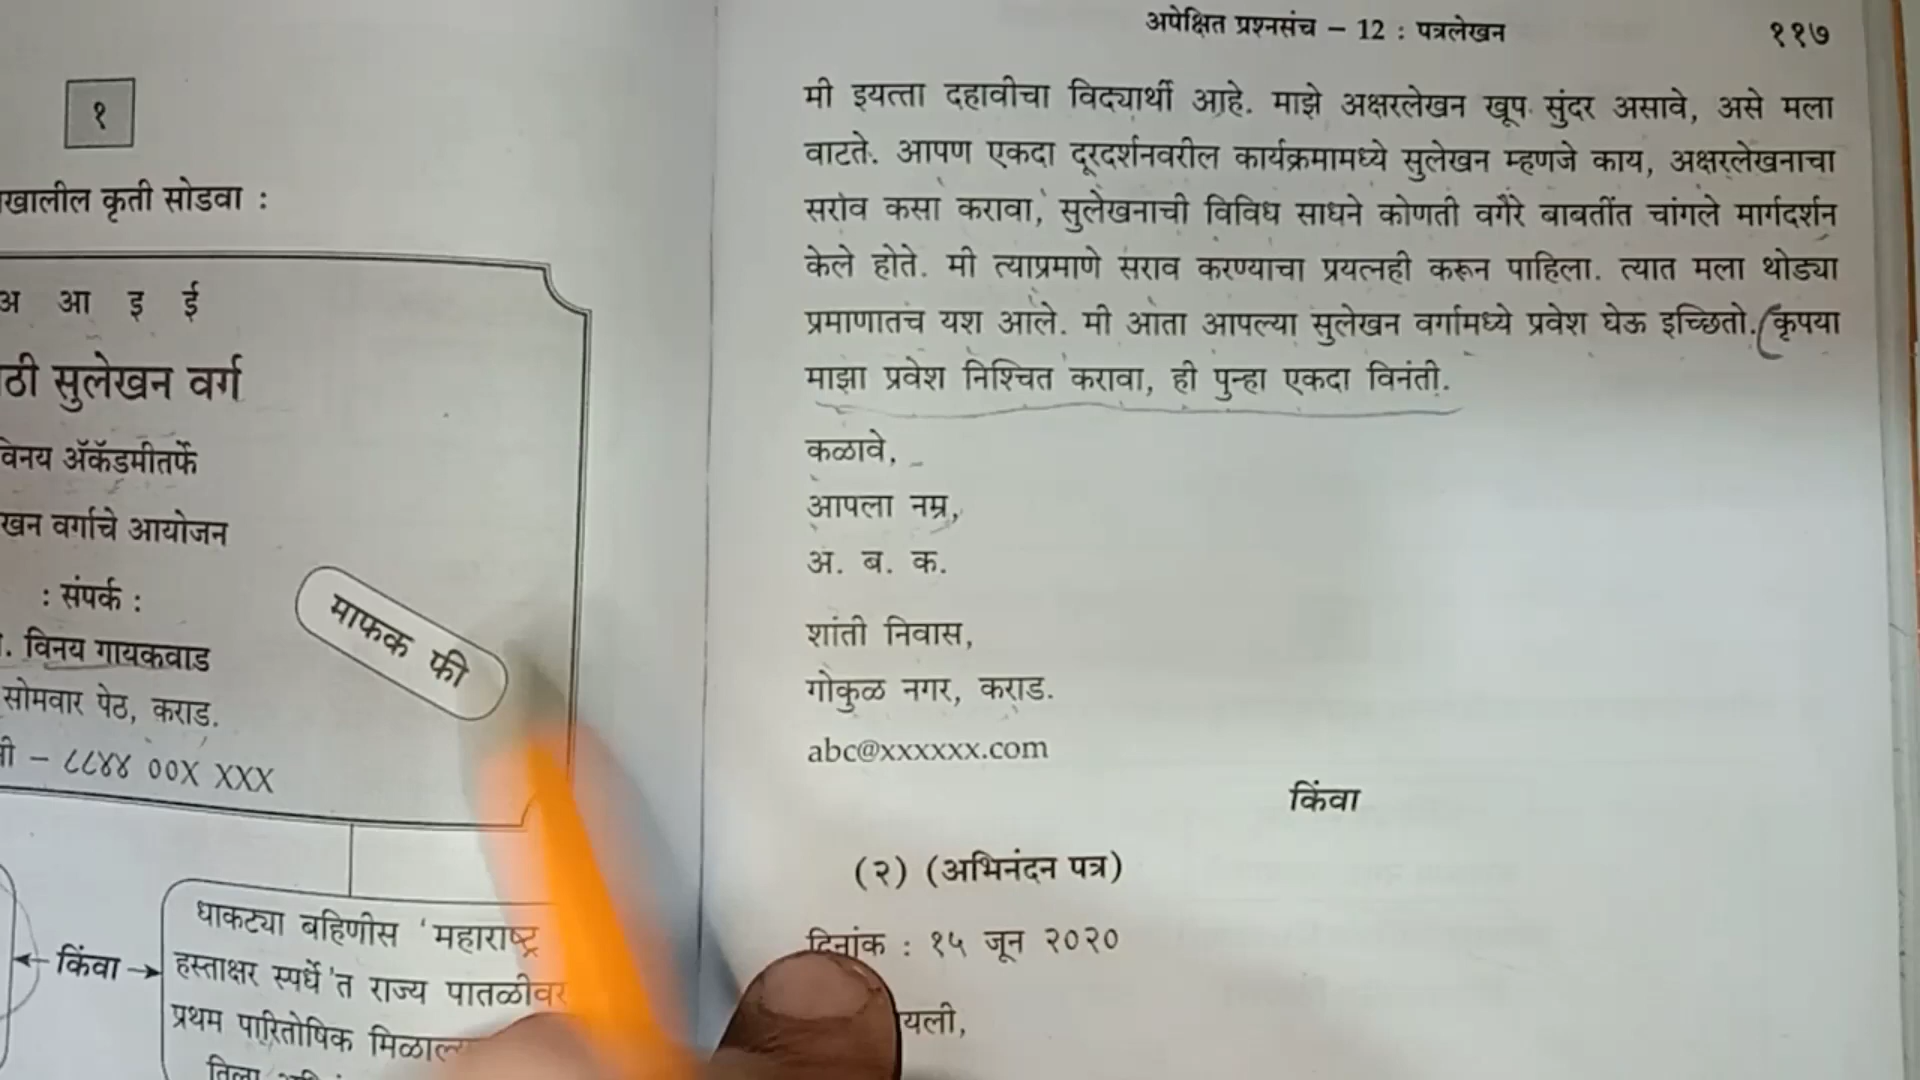 १
खालील कृती सोडवा :
अ आ इ ई
ठी सुलेखन वर्ग
विनय ॲकॅडमीतर्फे
खन वर्गाचे आयोजन
: संपर्क :
. विनय गायकवाड
सोमवार पेठ, कराड.
– ८८४४ 00X XXX
माफक फी
किंवा
धाकट्या बहिणीस ‘महाराष्ट्र
हस्ताक्षर स्पर्धे’त राज्य पातळीवर
प्रथम पारितोषिक
तिला
अपेक्षित प्रश्नसंच – 12 : पत्रलेखन ११७
मी इयत्ता दहावीचा विद्यार्थी आहे. माझे अक्षरलेखन खूप सुंदर असावे, असे मला
वाटते. आपण एकदा दूरदर्शनवरील कार्यक्रमामध्ये सुलेखन म्हणजे काय, अक्षरलेखनाचा
सराव कसा करावा, सुलेखनाची विविध साधने कोणती वगैरे बाबतींत चांगले मार्गदर्शन
केले होते. मी त्याप्रमाणे सराव करण्याचा प्रयत्नही करून पाहिला. त्यात मला थोड्या
प्रमाणातच यश आले. मी आता आपल्या सुलेखन वर्गामध्ये प्रवेश घेऊ इच्छितो. (कृपया
माझा प्रवेश निश्चित करावा, ही पुन्हा एकदा विनंती.
कळावे,
आपला नम्र,
अ. ब. क.
शांती निवास,
गोकुळ नगर, कराड.
abc@xxxxxx.com
किंवा
(२) (अभिनंदन पत्र)
दिनांक : १५ जून २०२०
यली,